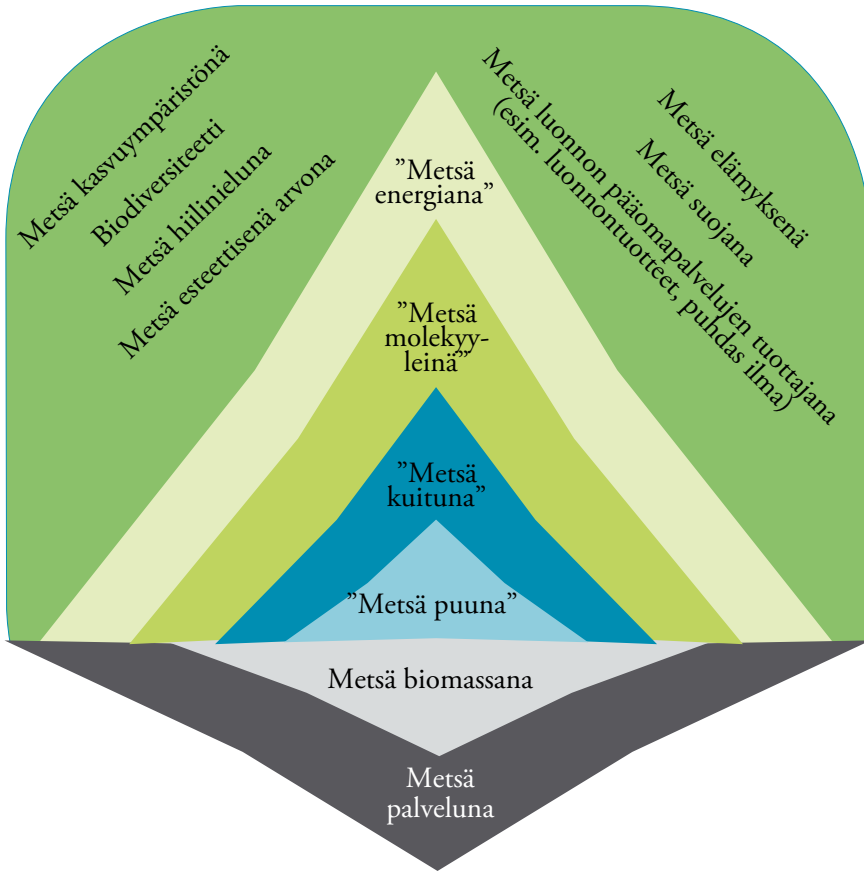 Metsä kasvuympäristönä
Biodiversiteetti
Metsä hiilinieluna
Metsä esteettisenä arvona
Metsä elämyksenä
Metsä suojana
Metsä luonnon pääomapalvelujen tuottajana
(esim. luonnontuotteet, puhdas ilma)
”Metsä
energiana”
”Metsä
molekyy-
leinä”
”Metsä
kuituna”
”Metsä puuna”
Metsä biomassana
Metsä
palveluna